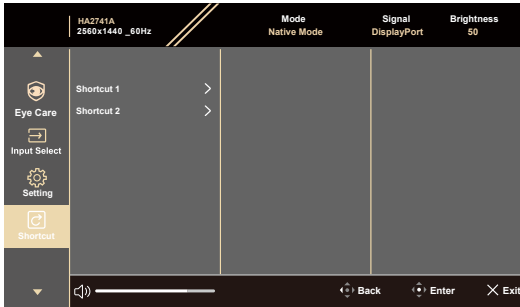 HA2741A
2560x1440 _60Hz
Mode
Native Mode
Signal
DisplayPort
Brightness
50
Eye Care
Input Select
Setting
Shortcut
Shortcut 1
Shortcut 2
Back
Enter
Exit